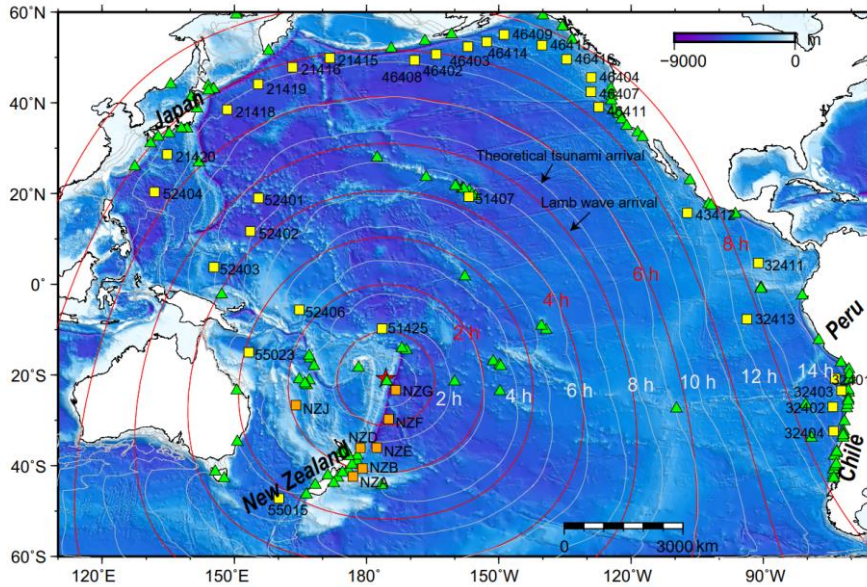 60°N
40°N
20°N
0°
20°S
40°S
60°S
120°E
150°E
180°
150°W
120°W
90°W
-9000
0
m
46409
46415
46414
46416
46403
46402
46408
21415
21416
21419
46404
46407
46411
Japan
21418
21420
Theoretical tsunami arrival
52404
52401
51407
Lamb wave arrival
43412
52402
8 h
52403
32411
6 h
4 h
52406
51425
2 h
32413
Peru
55023
32401
NZG
2 h
4 h
6 h
8 h
10 h
12 h
14 h
32403
NZJ
32402
NZF
32404
NZD
NZE
Chile
NZB
New Zealand
NZA
55015
0
3000 km